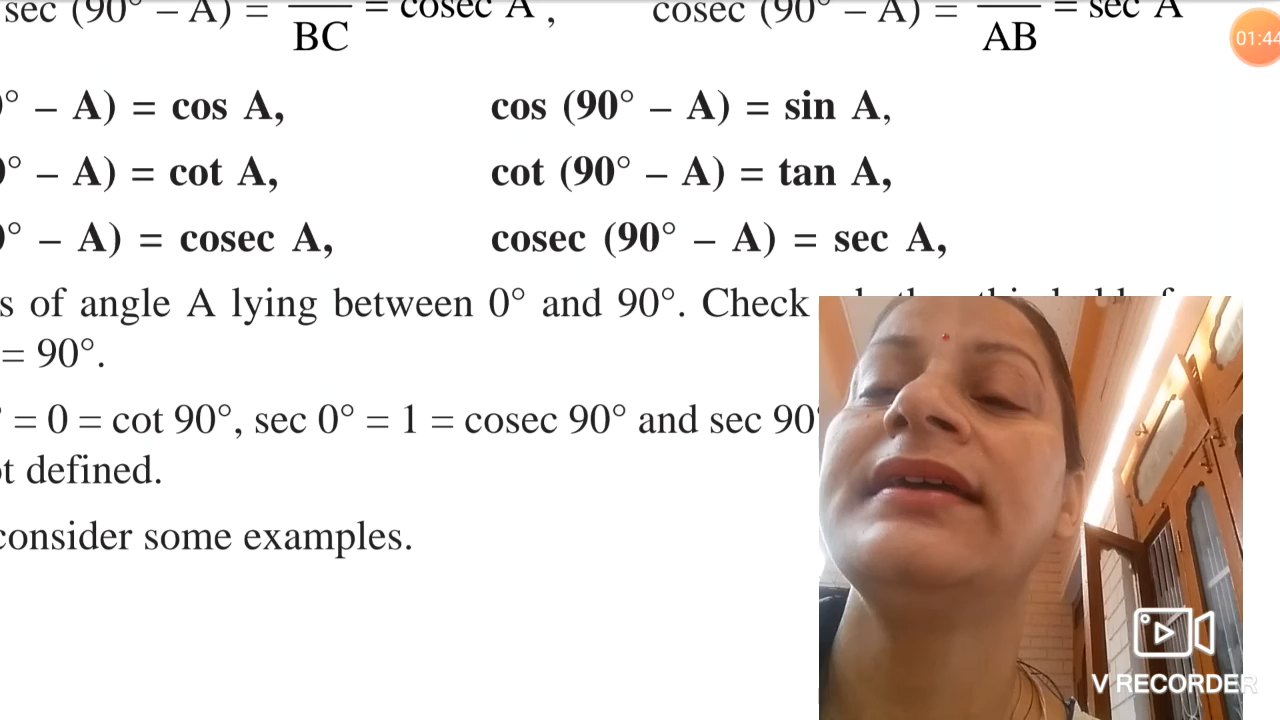 sec (90° – A) = — = cosec A , cosec (90° – A) = — = sec A
BC AB
01:44
° – A) = cos A, cos (90° – A) = sin A,
° – A) = cot A, cot (90° – A) = tan A,
° – A) = cosec A, cosec (90° – A) = sec A,
s of angle A lying between 0° and 90°. Check
= 90°.
= 0 = cot 90°, sec 0° = 1 = cosec 90° and sec 90°
t defined.
consider some examples.
V RECORDER